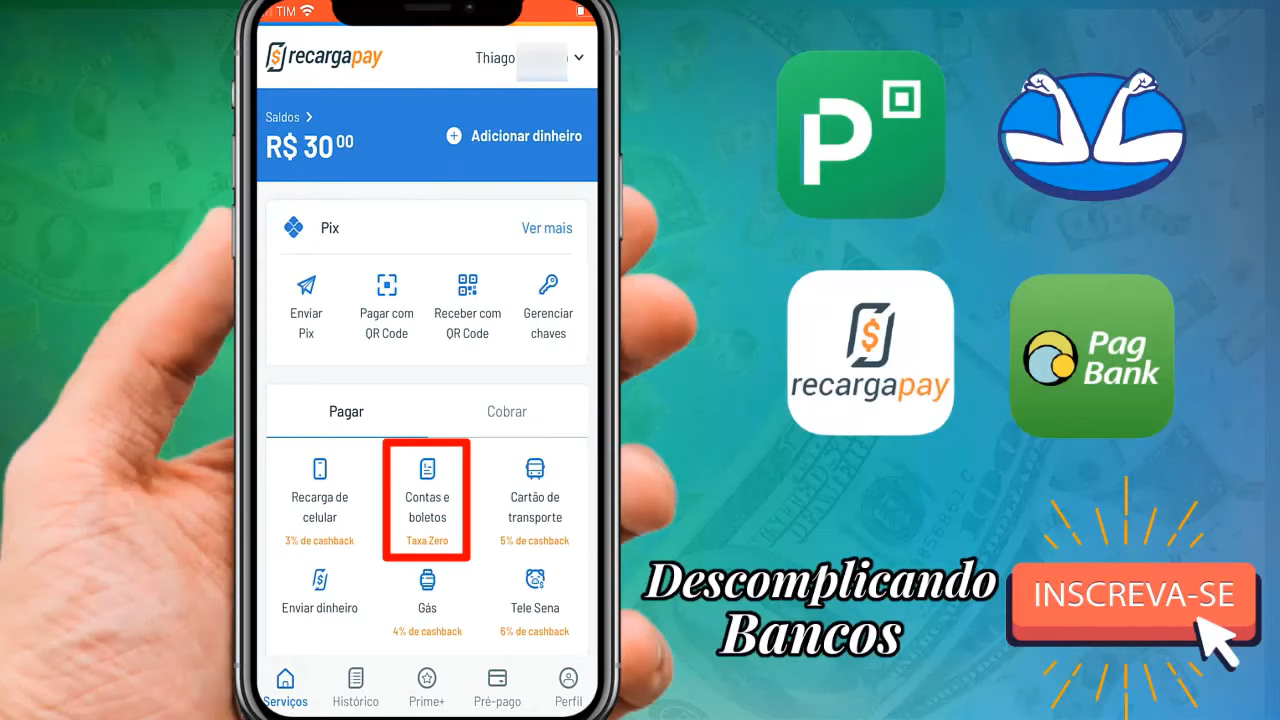 TIM
recargapay
Thiago
Saldos
R$ 30 00
Adicionar dinheiro
Pix
Ver mais
Enviar
Pix
Pagar com
QR Code
Receber com
QR Code
Gerenciar
chaves
Pagar
Cobrar
Recarga de
celular
3% de cashback
Contas e
boletos
Taxa Zero
Cartão de
transporte
5% de cashback
Enviar dinheiro
Gás
4% de cashback
Tele Sena
6% de cashback
Serviços
Histórico
Prime+
Pré-pago
Perfil
P
recargapay
Pag
Bank
Descomplicando
Bancos
INSCREVA-SE